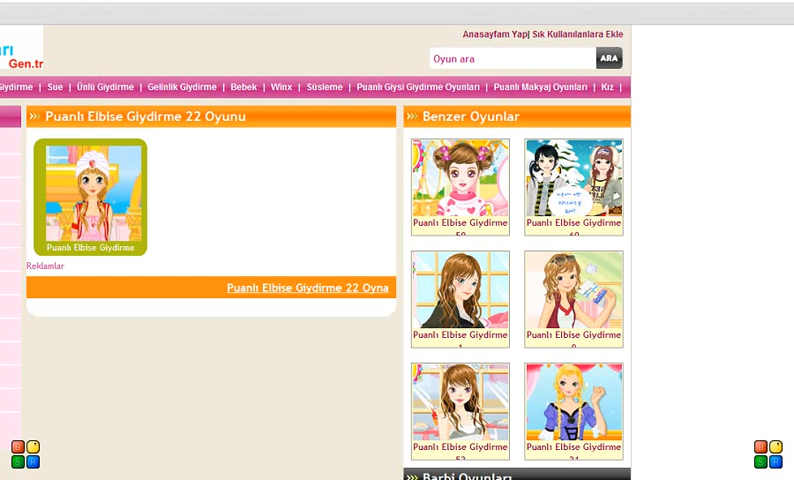 Anasayfam Yap| Sık Kullanılanlara Ekle
arı
Gen.tr
Oyun ara
ARA
Giydirme | Sue | Ünlü Giydirme | Gelinlik Giydirme | Bebek | Winx | Süsleme | Puanlı Giysi Giydirme Oyunları | Puanlı Makyaj Oyunları | Kız |
Puanlı Elbise Giydirme 22 Oyunu
Puanlı Elbise Giydirme
Reklamlar
Puanlı Elbise Giydirme 22 Oyna
Benzer Oyunlar
Puanlı Elbise Giydirme
Puanlı Elbise Giydirme
Puanlı Elbise Giydirme
Puanlı Elbise Giydirme
Puanlı Elbise Giydirme
Puanlı Elbise Giydirme
Barbi Oyunları